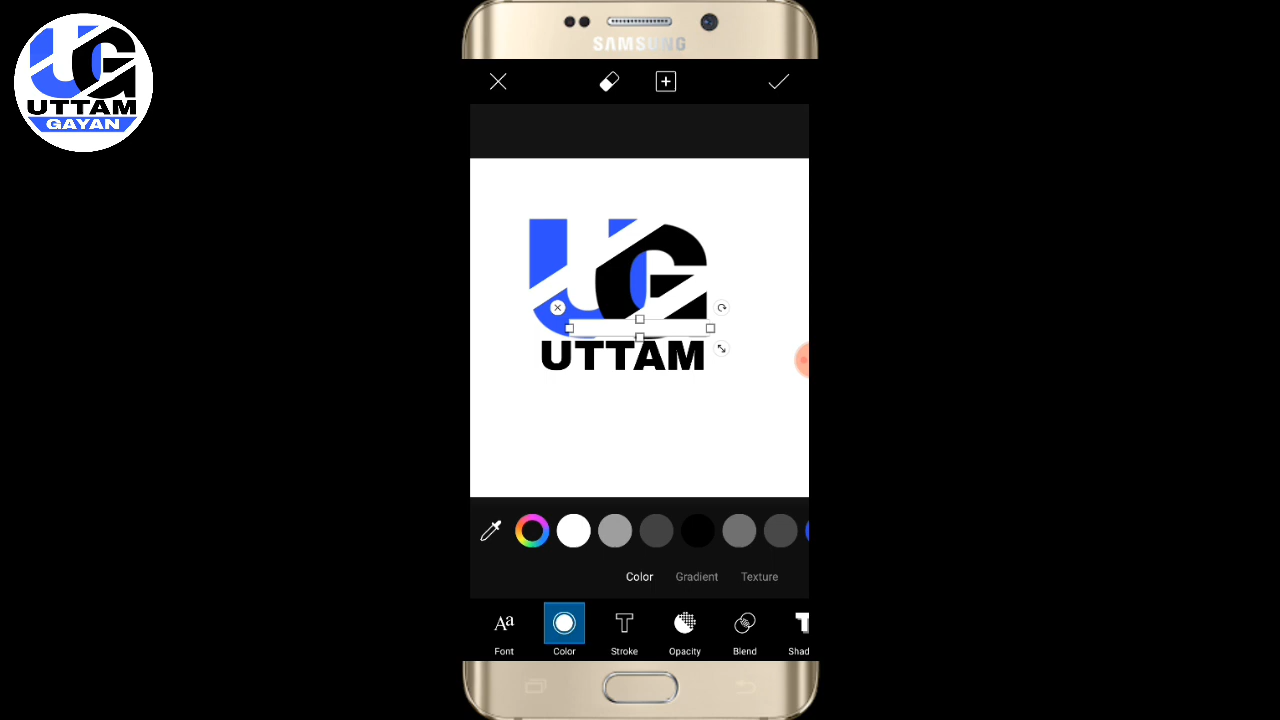 UG
UTTAM
GAYAN
SAMSUNG
UG
UTTAM
Color Gradient Texture
Font Color Stroke Opacity Blend Shad